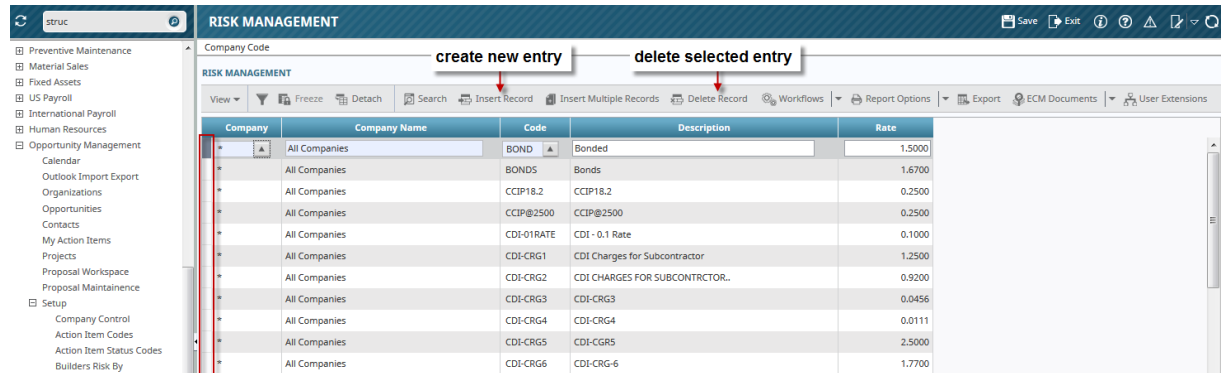 struc
RISK MANAGEMENT
Save Exit
Preventive Maintenance
Material Sales
Fixed Assets
US Payroll
International Payroll
Human Resources
Opportunity Management
Calendar
Outlook Import Export
Organizations
Opportunities
Contacts
My Action Items
Projects
Proposal Workspace
Proposal Maintainence
Setup
Company Control
Action Item Codes
Action Item Status Codes
Builders Risk By
Company Code
create new entry
delete selected entry
RISK MANAGEMENT
View Freeze Detach Search Insert Record Insert Multiple Records Delete Record Workflows Report Options Export ECM Documents User Extensions
Company Company Name Code Description Rate
* All Companies BOND Bonded 1.5000
* All Companies BONDS Bonds 1.6700
* All Companies CCIP18.2 CCIP18.2 0.2500
* All Companies CCIP@2500 CCIP@2500 0.2500
* All Companies CDI-01RATE CDI - 0.1 Rate 0.1000
* All Companies CDI-CRG1 CDI Charges for Subcontractor 1.2500
* All Companies CDI-CRG2 CDI CHARGES FOR SUBCONTRCTOR.. 0.9200
* All Companies CDI-CRG3 CDI-CRG3 0.0456
* All Companies CDI-CRG4 CDI-CRG4 0.0111
* All Companies CDI-CRG5 CDI-CGR5 2.5000
* All Companies CDI-CRG6 CDI-CRG-6 1.7700